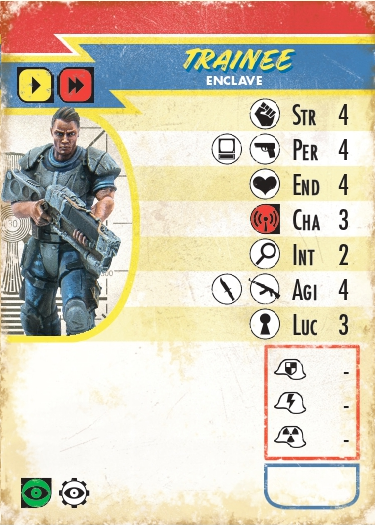 TRAINEE
ENCLAVE
STR 4
PER 4
END 4
CHA 3
INT 2
AGI 4
LUC 3
-
-
-